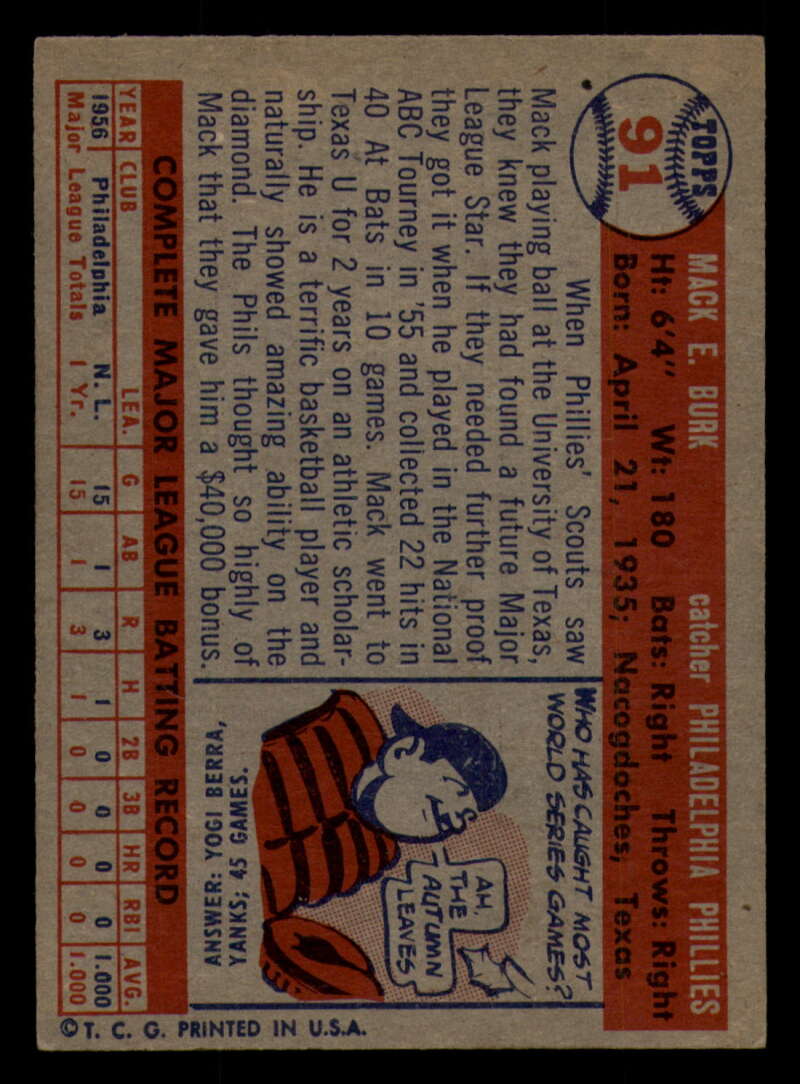 TOPPS
91
MACK E. BURK
catcher PHILADELPHIA PHILLIES
Ht: 6'4" Wt: 180 Bats: Right Throws: Right
Born: April 21, 1935; Nacogdoches, Texas
When Phillies' Scouts saw
Mack playing ball at the University of Texas,
they knew they had found a future Major
League Star. If they needed further proof
they got it when he played in the National
ABC Tourney in '55 and collected 22 hits in
40 At Bats in 10 games. Mack went to
Texas U for 2 years on an athletic scholar-
ship. He is a terrific basketball player and
naturally showed amazing ability on the
diamond. The Phils thought so highly of
Mack that they gave him a $40,000 bonus.
WHO HAS CAUGHT MOST
WORLD SERIES GAMES?
AH,
THE
AUTUMN
LEAVES
ANSWER: YOGI BERRA,
YANKS; 45 GAMES.
COMPLETE MAJOR LEAGUE BATTING RECORD
YEAR CLUB LEA. G AB R H 2B 3B HR RBI AVG.
1956 Philadelphia N. L. 15 1 3 1 0 0 0 0 1.000
Major League Totals 1 Yr. 15 1 3 1 0 0 0 0 1.000
© T. C. G. PRINTED IN U.S.A.